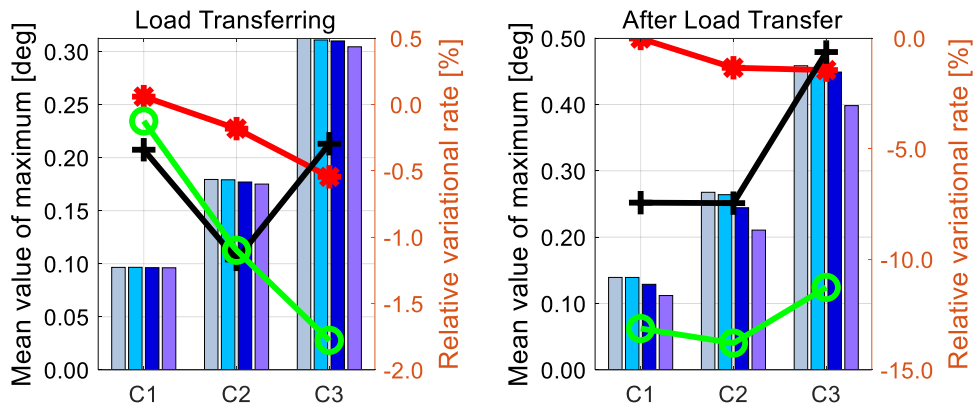 Load Transferring
Mean value of maximum [deg]
0.30
0.25
0.20
0.15
0.10
0.05
0.00
C1
C2
C3
0.5
0.0
-0.5
-1.0
-1.5
-2.0
Relative variational rate [%]
After Load Transfer
Mean value of maximum [deg]
0.50
0.40
0.30
0.20
0.10
0.00
C1
C2
C3
0.0
-5.0
-10.0
-15.0
Relative variational rate [%]